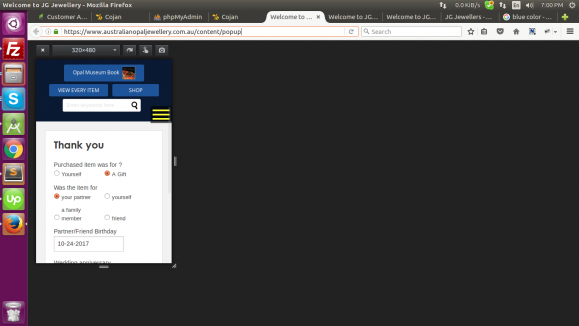 Welcome to JG Jewellery - Mozilla Firefox
0.0 KiB/s
7:00 PM
Customer A
Cojan
phpMyAdmin
Cojan
Welcome to ...
Welcome to JG...
Welcome to JG...
JG Jewellers -...
blue color - ...
https://www.australianopaljewellery.com.au/content/popup
Search
320×480
Opal Museum Book
VIEW EVERY ITEM
SHOP
Thank you
Purchased item was for ?
Yourself
A Gift
Was the item for
your partner
yourself
a family
member
friend
Partner/Friend Birthday
10-24-2017
Wedding anniversary